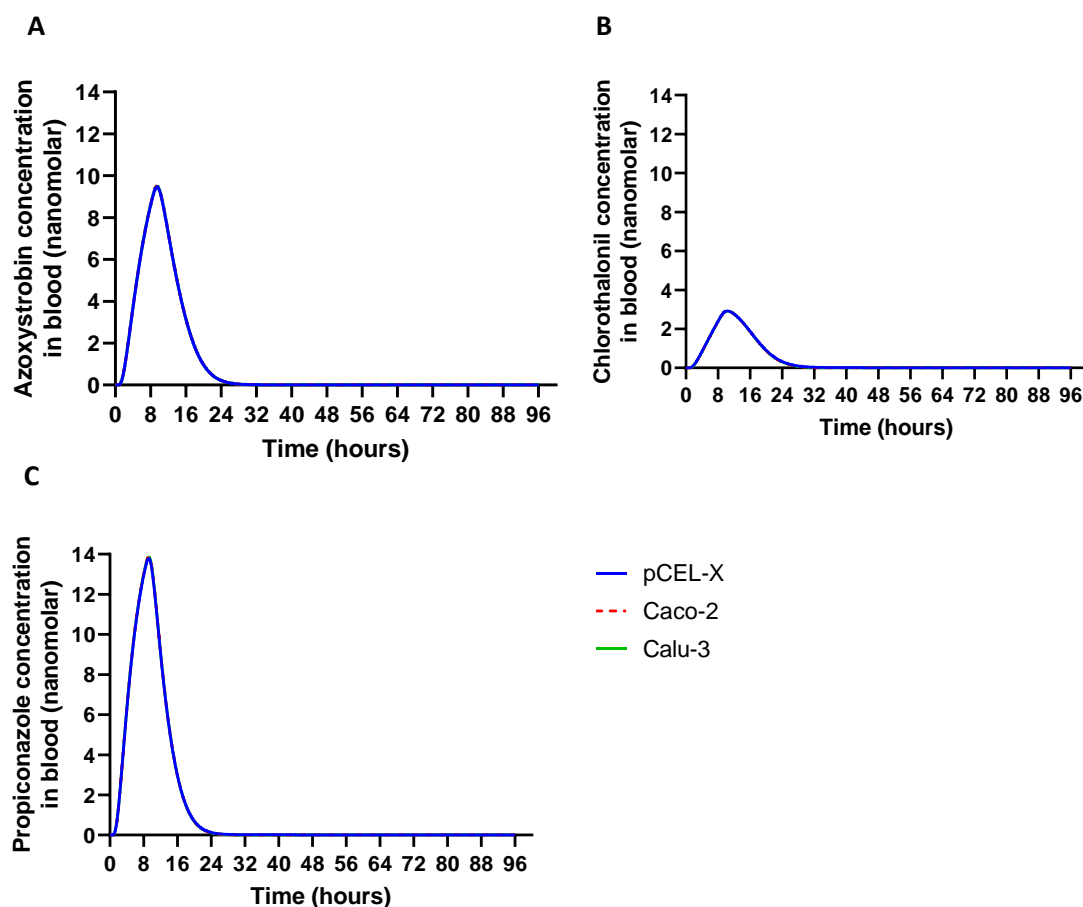 A
Azoxystrobin concentration
in blood (nanomolar)
14
12
10
8
6
4
2
0
0 8 16 24 32 40 48 56 64 72 80 88 96
Time (hours)
B
Chlorothalonil concentration
in blood (nanomolar)
14
12
10
8
6
4
2
0
0 8 16 24 32 40 48 56 64 72 80 88 96
Time (hours)
C
Propiconazole concentration
in blood (nanomolar)
14
12
10
8
6
4
2
0
0 8 16 24 32 40 48 56 64 72 80 88 96
Time (hours)
pCEL-X
Caco-2
Calu-3